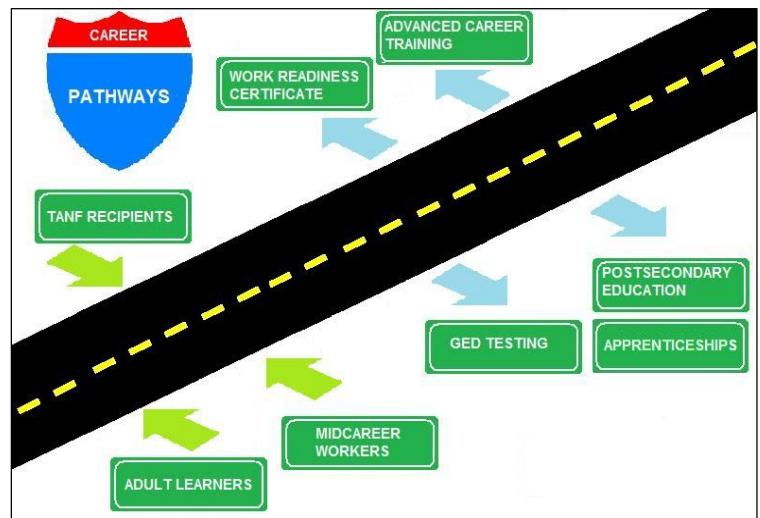 CAREER
PATHWAYS
ADVANCED CAREER
TRAINING
WORK READINESS
CERTIFICATE
TANF RECIPIENTS
POSTSECONDARY
EDUCATION
GED TESTING
APPRENTICESHIPS
MIDCAREER
WORKERS
ADULT LEARNERS